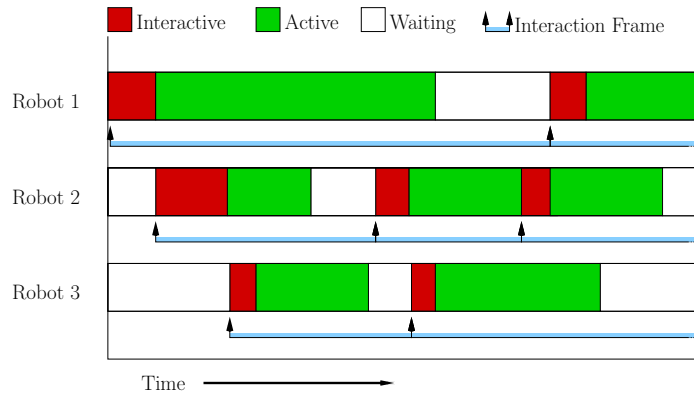 Interactive Active Waiting Interaction Frame
Robot 1
Robot 2
Robot 3
Time